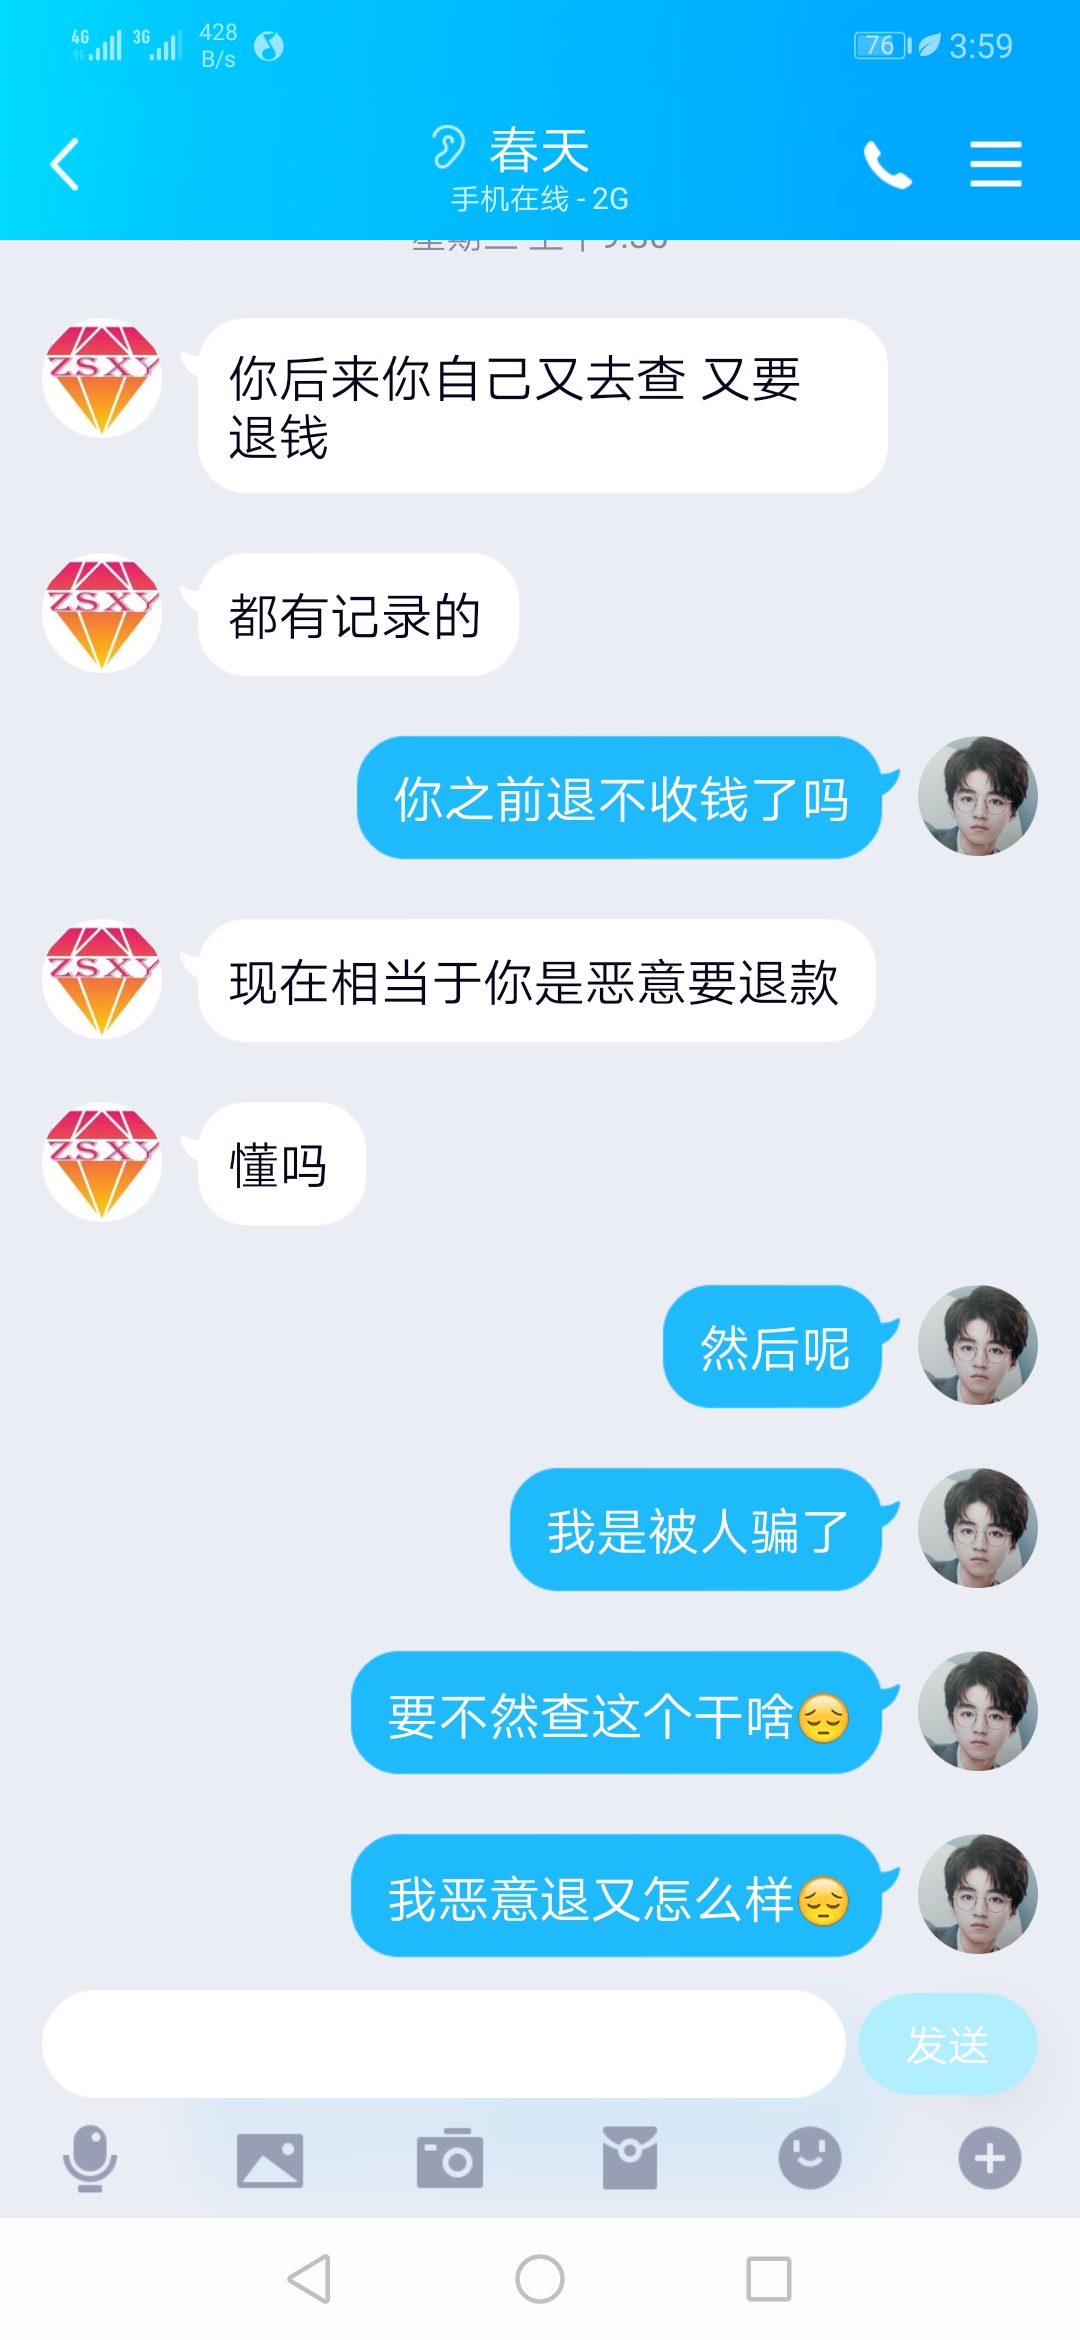 4G 3G 428 B/s 76 3:59
春天
手机在线 - 2G
你后来你自己又去查 又要
退钱
ZSXY
都有记录的
ZSXY
你之前退不收钱了吗
现在相当于你是恶意要退款
ZSXY
懂吗
ZSXY
然后呢
我是被人骗了
要不然查这个干啥😔
我恶意退又怎么样😔
发送